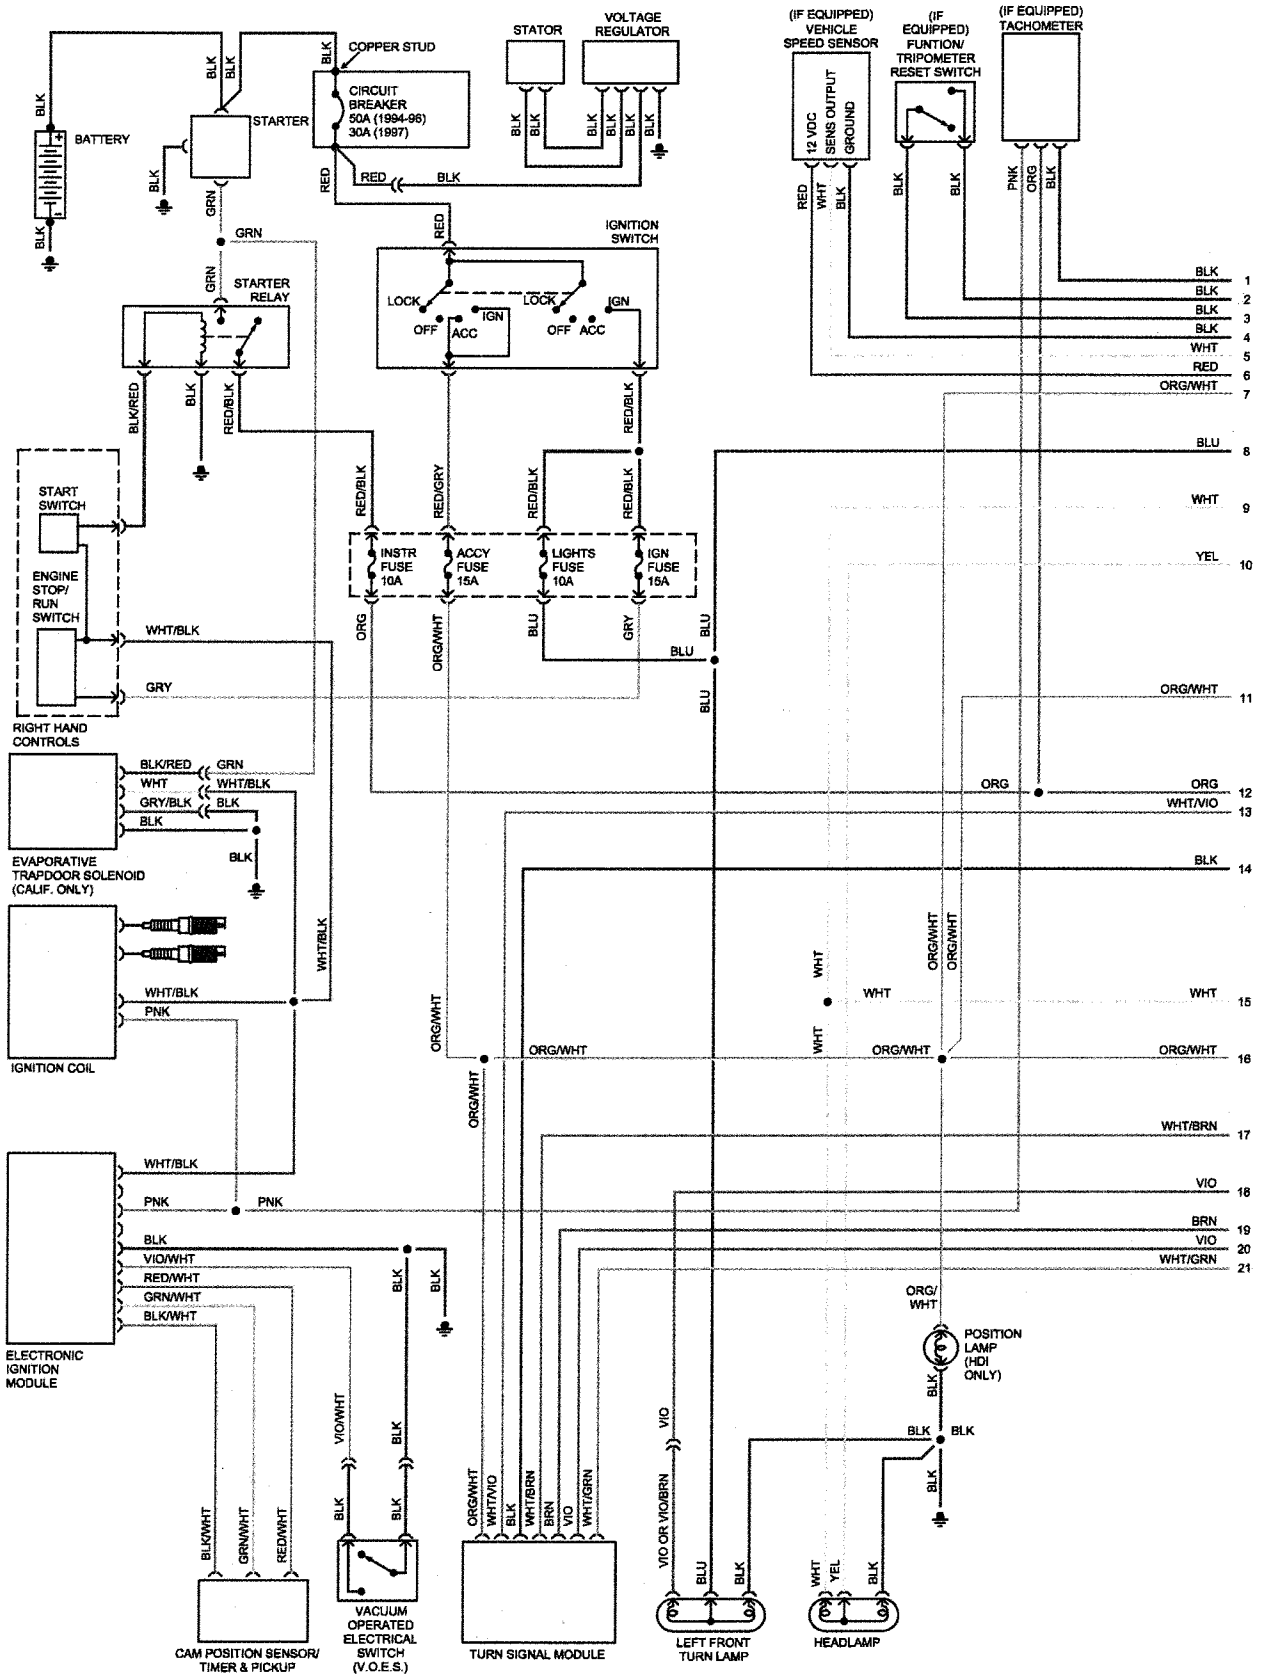 BATTERY
BLK
BLK
BLK
BLK
STARTER
BLK
GRN
GRN
GRN
STARTER
RELAY
BLK
COPPER STUD
CIRCUIT
BREAKER
50A (1994-96)
30A (1997)
RED
RED
BLK
STATOR
VOLTAGE
REGULATOR
BLK
BLK
BLK
BLK
BLK
BLK
RED
IGNITION
SWITCH
LOCK
OFF
ACC
IGN
LOCK
OFF
ACC
IGN
(IF EQUIPPED)
VEHICLE
SPEED SENSOR
12 VDC
SENS OUTPUT
GROUND
RED
WHT
BLK
(IF
EQUIPPED)
FUNTION/
TRIPOMETER
RESET SWITCH
BLK
BLK
(IF EQUIPPED)
TACHOMETER
PNK
ORG
BLK
BLK 1
BLK 2
BLK 3
BLK 4
WHT 5
RED 6
ORG/WHT 7
BLU 8
WHT 9
YEL 10
ORG/WHT 11
ORG
ORG 12
WHT/VIO 13
BLK 14
WHT
WHT 15
ORG/WHT
ORG/WHT
ORG/WHT 16
WHT/BRN 17
VIO 18
BRN 19
VIO 20
WHT/GRN 21
BLK/RED
BLK
RED/BLK
RED/BLK
RED/GRY
RED/BLK
RED/BLK
RED/BLK
START
SWITCH
ENGINE
STOP/
RUN
SWITCH
RIGHT HAND
CONTROLS
WHT/BLK
GRY
INSTR
FUSE
10A
ACCY
FUSE
15A
LIGHTS
FUSE
10A
IGN
FUSE
15A
ORG
ORG/WHT
BLU
GRY
BLU
BLU
BLU
BLK/RED
GRN
WHT
WHT/BLK
GRY/BLK
BLK
BLK
BLK
EVAPORATIVE
TRAPDOOR SOLENOID
(CALIF. ONLY)
WHT/BLK
WHT/BLK
PNK
IGNITION COIL
ORG/WHT
ORG/WHT
ORG/WHT
ORG/WHT
WHT
WHT
WHT/BLK
PNK
PNK
BLK
VIO/WHT
RED/WHT
GRN/WHT
BLK/WHT
ELECTRONIC
IGNITION
MODULE
BLK
BLK
VIO/WHT
BLK
BLK
BLK
BLK/WHT
GRN/WHT
RED/WHT
CAM POSITION SENSOR/
TIMER & PICKUP
VACUUM
OPERATED
ELECTRICAL
SWITCH
(V.O.E.S.)
ORG/WHT
WHT/VIO
BLK
WHT/BRN
BRN
VIO
WHT/GRN
TURN SIGNAL MODULE
VIO
VIO OR VIO/BRN
BLU
BLK
LEFT FRONT
TURN LAMP
ORG/
WHT
POSITION
LAMP
(HDI
ONLY)
BLK
BLK
BLK
BLK
WHT
YEL
BLK
HEADLAMP